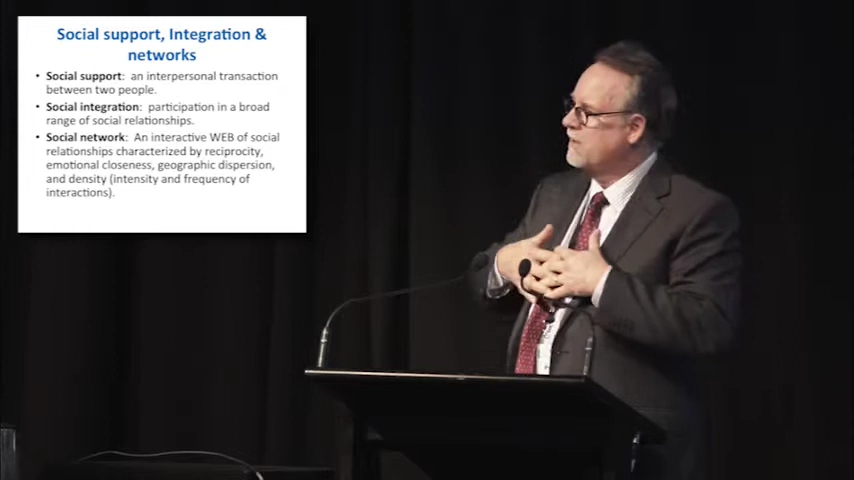 Social support, Integration &
networks
• Social support: an interpersonal transaction
between two people.
• Social integration: participation in a broad
range of social relationships.
• Social network: An interactive WEB of social
relationships characterized by reciprocity,
emotional closeness, geographic dispersion,
and density (intensity and frequency of
interactions).